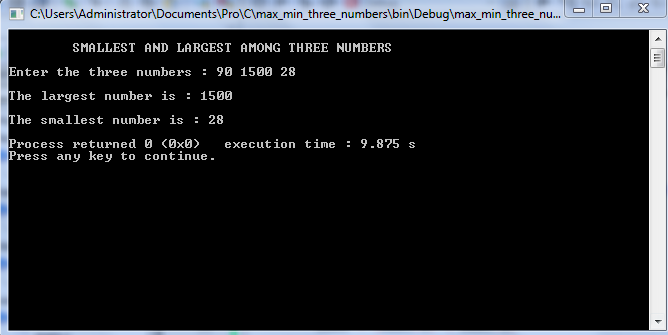 C:\Users\Administrator\Documents\Pro\C\max_min_three_numbers\bin\Debug\max_min_three_nu...
SMALLEST AND LARGEST AMONG THREE NUMBERS
Enter the three numbers : 90 1500 28
The largest number is : 1500
The smallest number is : 28
Process returned 0 (0x0)   execution time : 9.875 s
Press any key to continue.